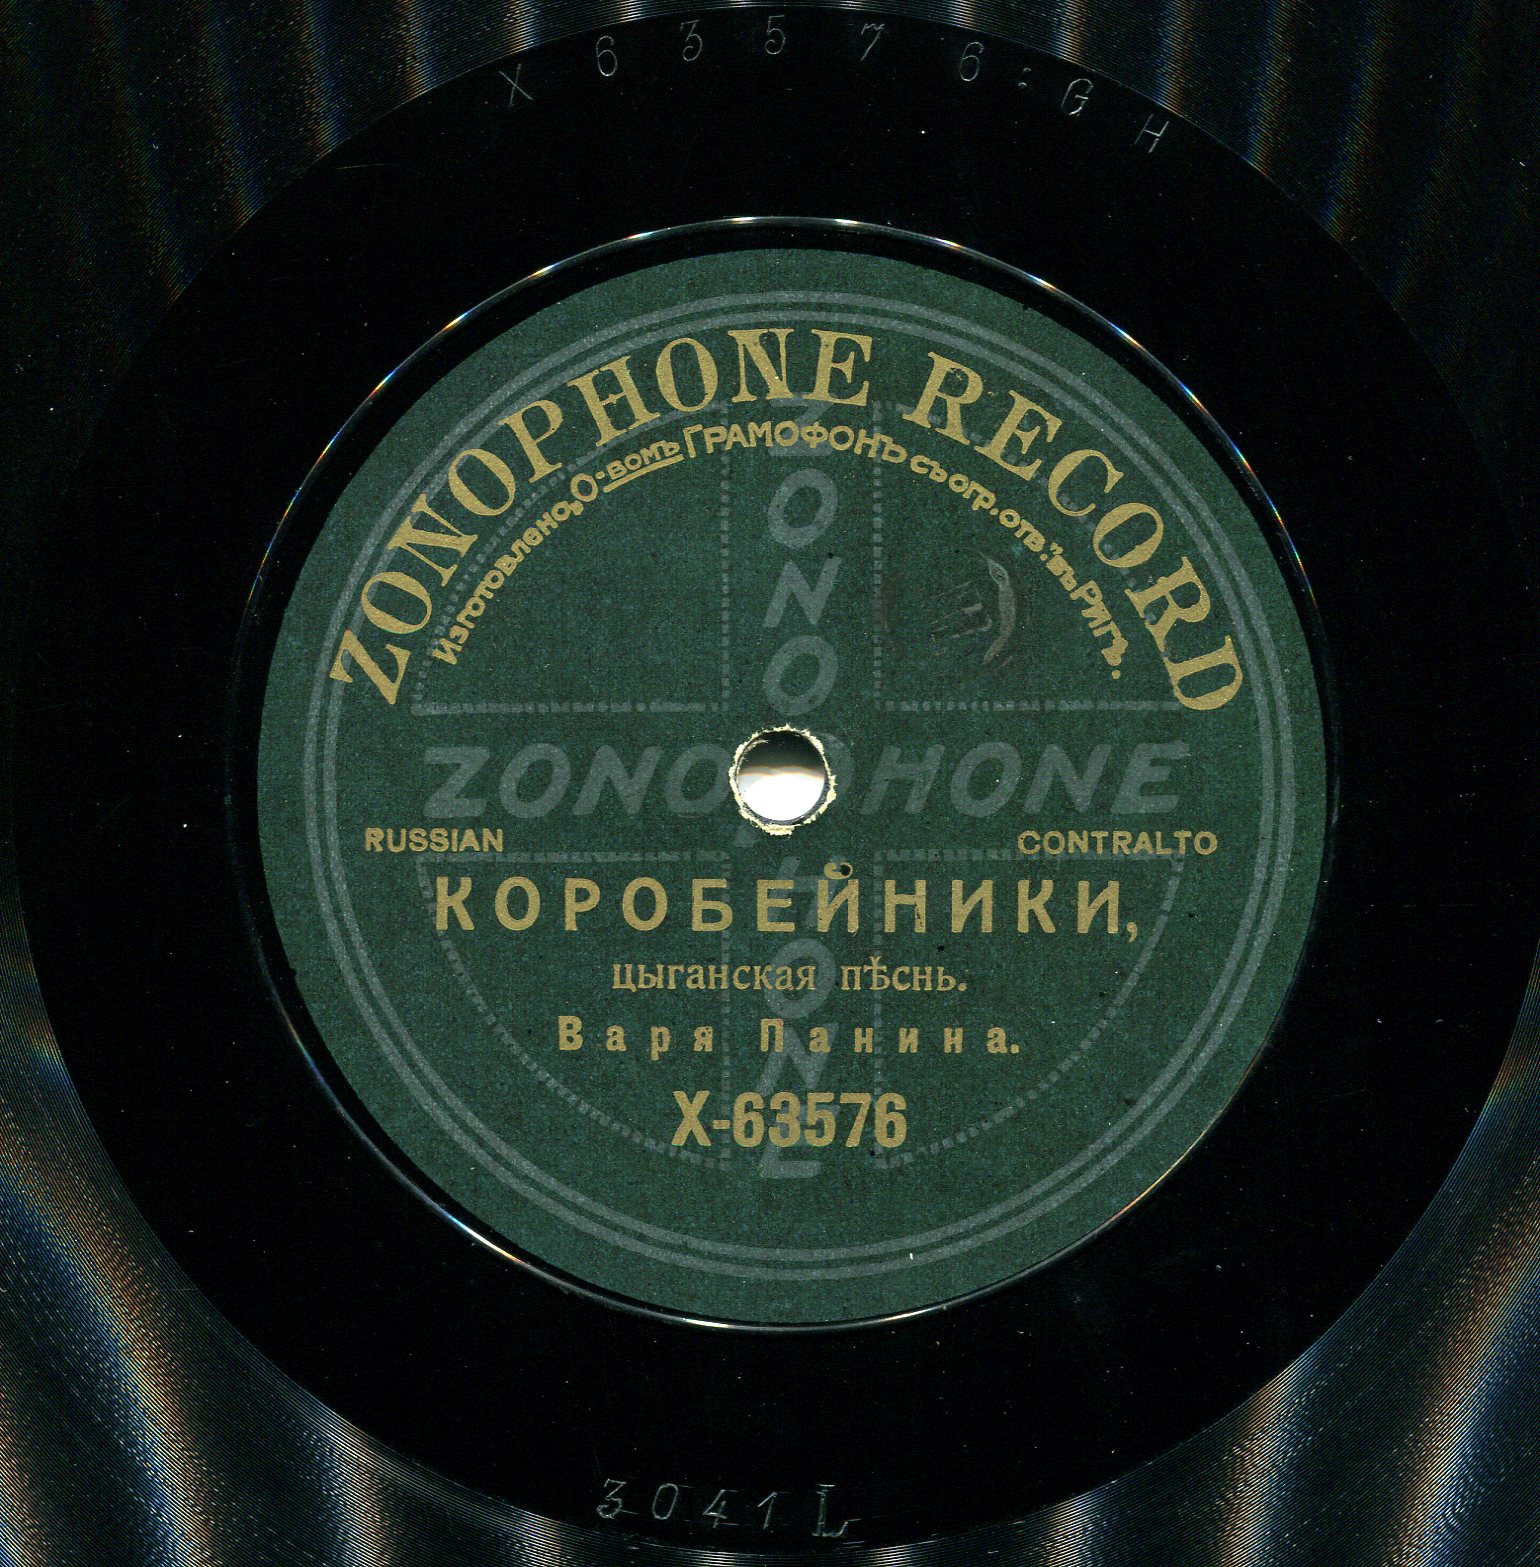 X 63576:G H
ZONOPHONE RECORD
Изготовлено„О-вомъ Грамофонъ съ огр. отв.“ въ Ригѣ.
ZONOPHONE
ZONOPHONE
RUSSIAN
CONTRALTO
КОРОБЕЙНИКИ,
цыганская пѣснь.
Варя Панина.
X-63576
3041 L